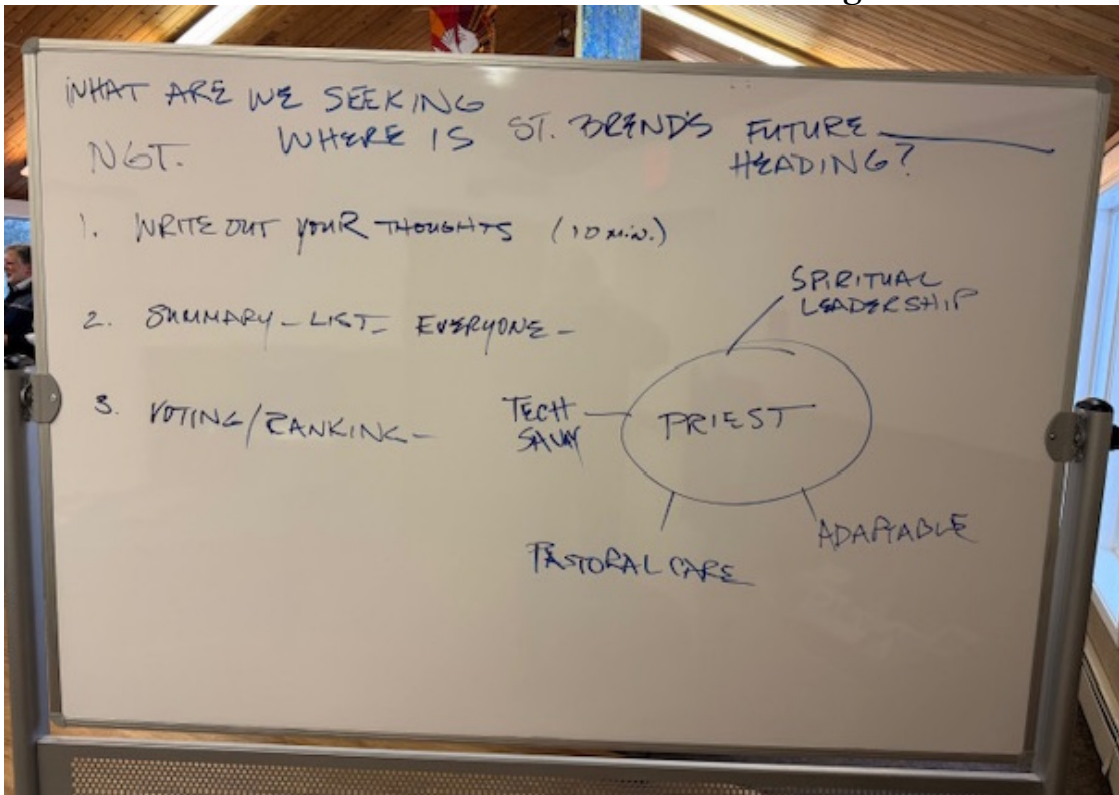 WHAT ARE WE SEEKING
NGT. WHERE IS ST. BREND'S FUTURE
HEADING?
1. WRITE OUT YOUR THOUGHTS (10 MIN.)
2. SUMMARY - LIST - EVERYONE -
3. VOTING/RANKING -
SPIRITUAL
LEADERSHIP
TECH
SAVVY
PRIEST
ADAPTABLE
PASTORAL CARE